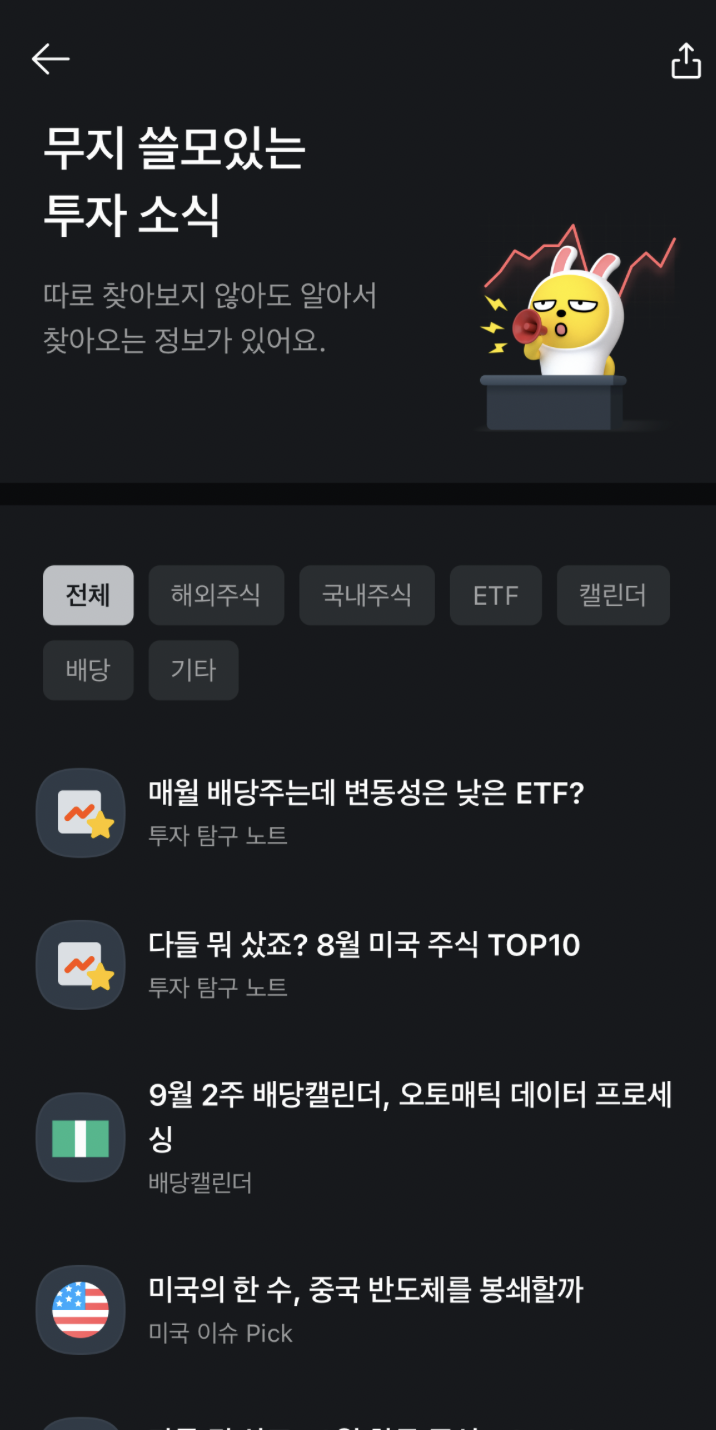 무지 쓸모있는
투자 소식
따로 찾아보지 않아도 알아서
찾아오는 정보가 있어요.
전체 해외주식 국내주식 ETF 캘린더
배당 기타
매월 배당주는데 변동성은 낮은 ETF?
투자 탐구 노트
다들 뭐 샀죠? 8월 미국 주식 TOP10
투자 탐구 노트
9월 2주 배당캘린더, 오토매틱 데이터 프로세
싱
배당캘린더
미국의 한 수, 중국 반도체를 봉쇄할까
미국 이슈 Pick